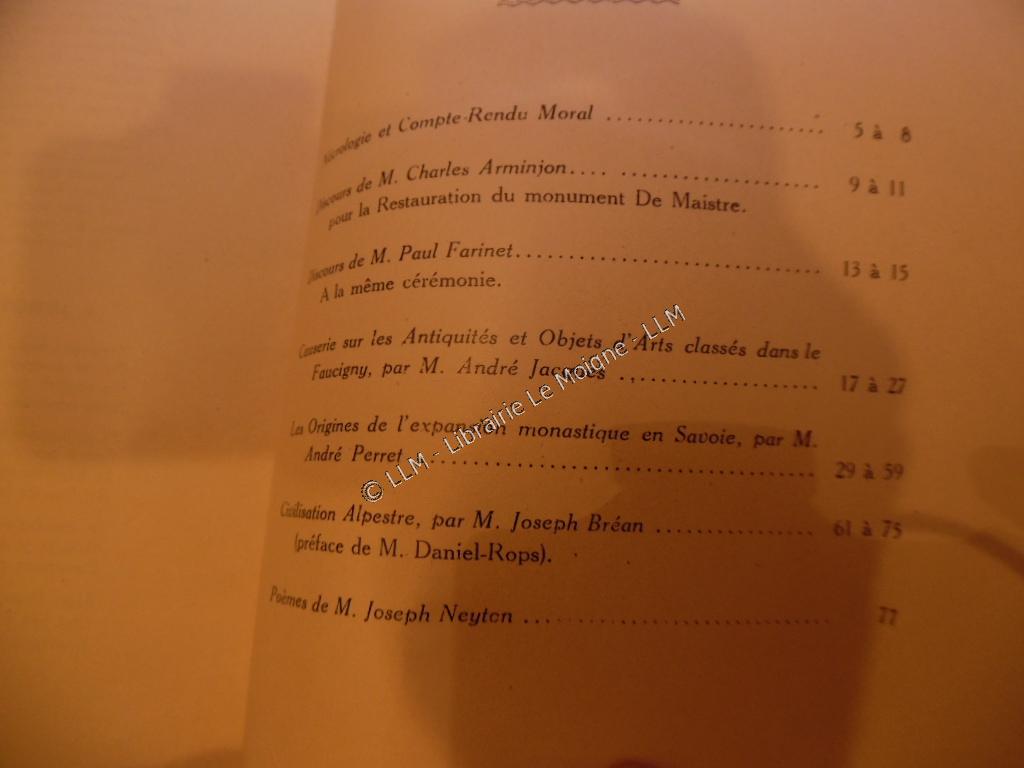 Nécrologie et Compte-Rendu Moral ........................ 5 à 8
Discours de M. Charles Arminjon.... ..................... 9 à 11
pour la Restauration du monument De Maistre.
Discours de M. Paul Farinet............................... 13 à 15
A la même cérémonie.
Causerie sur les Antiquités et Objets d'Arts classés dans le
Faucigny, par M. André Jacques .,.................. 17 à 27
Les Origines de l'expansion monastique en Savoie, par M.
André Perret ........................................ 29 à 59
Civilisation Alpestre, par M. Joseph Bréan ............... 61 à 75
(préface de M. Daniel-Rops).
Poèmes de M. Joseph Neyton ............................ 77
© LLM - Librairie Le Moigne - LLM